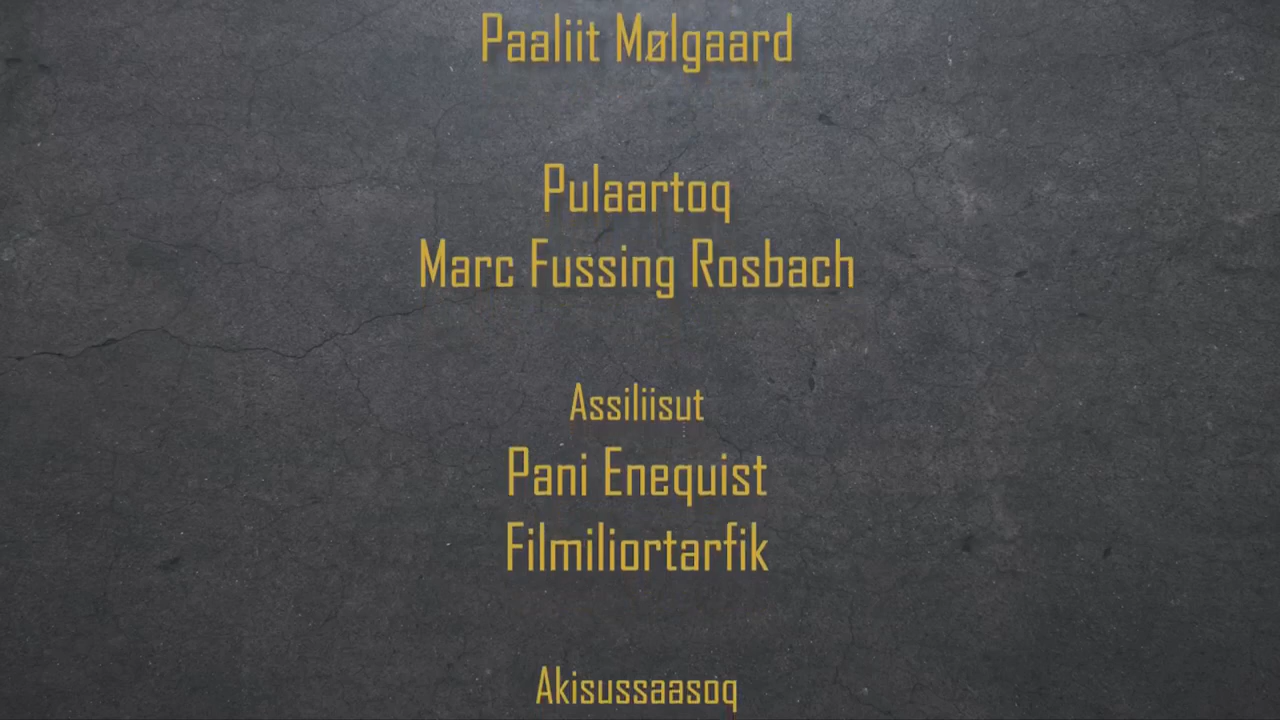 Paaliit Mølgaard
Pulaartoq
Marc Fussing Rosbach
Assiliisut
Pani Enequist
Filmiliortarfik
Akisussaasoq